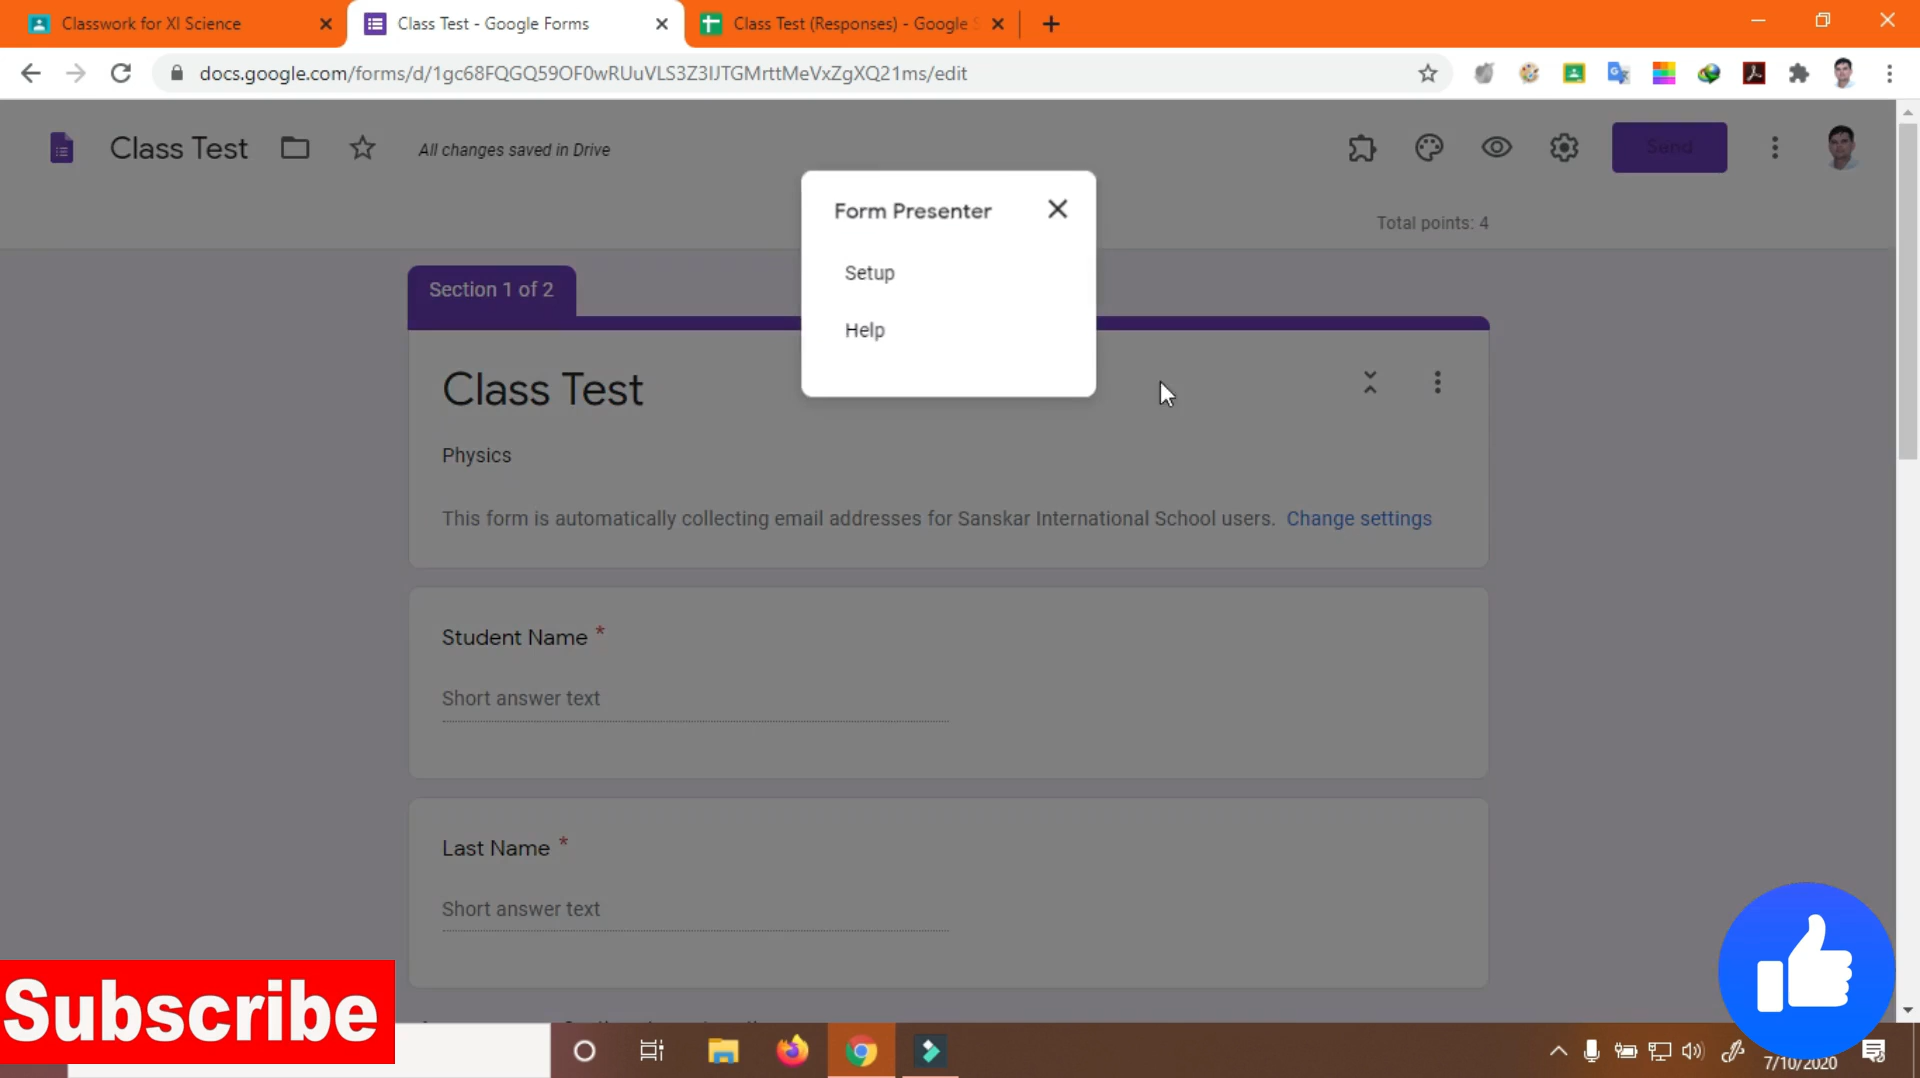 Classwork for XI Science
Class Test - Google Forms
Class Test (Responses) - Google S
docs.google.com/forms/d/1gc68FQGQ59OF0wRUuVLS3Z3IJTGMrttMeVxZgXQ21ms/edit
Class Test
All changes saved in Drive
Send
Total points: 4
Form Presenter
Setup
Help
Section 1 of 2
Class Test
Physics
This form is automatically collecting email addresses for Sanskar International School users. Change settings
Student Name *
Short answer text
Last Name *
Short answer text
Subscribe
7/10/2020